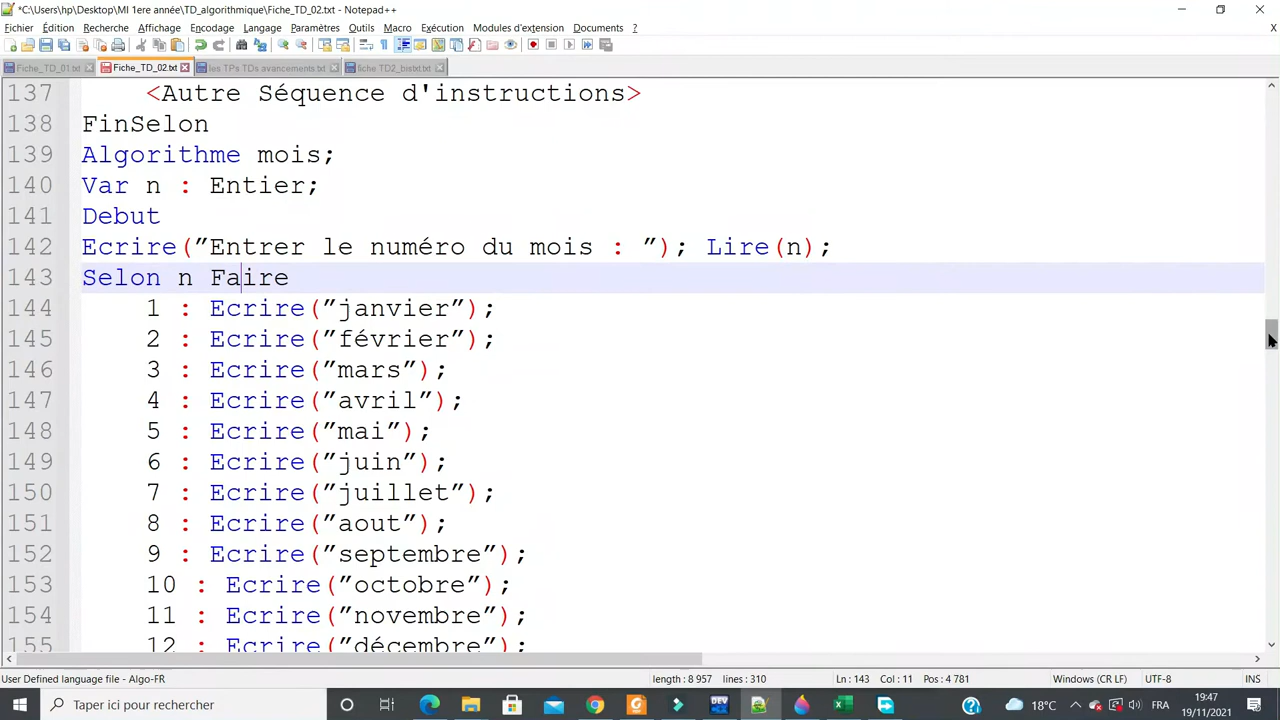 *C:\Users\hp\Desktop\MI 1ere année\TD_algorithmique\Fiche_TD_02.txt - Notepad++
Fichier Édition Recherche Affichage Encodage Langage Paramètres Outils Macro Exécution Modules d'extension Documents ?
Fiche_TD_01.txt Fiche_TD_02.txt les TPs TDs avancements.txt fiche TD2_bis.txt
137 <Autre Séquence d'instructions>
138 FinSelon
139 Algorithme mois;
140 Var n : Entier;
141 Debut
142 Ecrire(”Entrer le numéro du mois : ”); Lire(n);
143 Selon n Faire
144 1 : Ecrire(”janvier”);
145 2 : Ecrire(”février”);
146 3 : Ecrire(”mars”);
147 4 : Ecrire(”avril”);
148 5 : Ecrire(”mai”);
149 6 : Ecrire(”juin”);
150 7 : Ecrire(”juillet”);
151 8 : Ecrire(”aout”);
152 9 : Ecrire(”septembre”);
153 10 : Ecrire(”octobre”);
154 11 : Ecrire(”novembre”);
155 12 : Ecrire(”décembre”);
User Defined language file - Algo-FR length : 8 957 lines : 310 Ln : 143 Col : 11 Pos : 4 781 Windows (CR LF) UTF-8 INS
Taper ici pour rechercher DEV 18°C FRA 19:47
19/11/2021